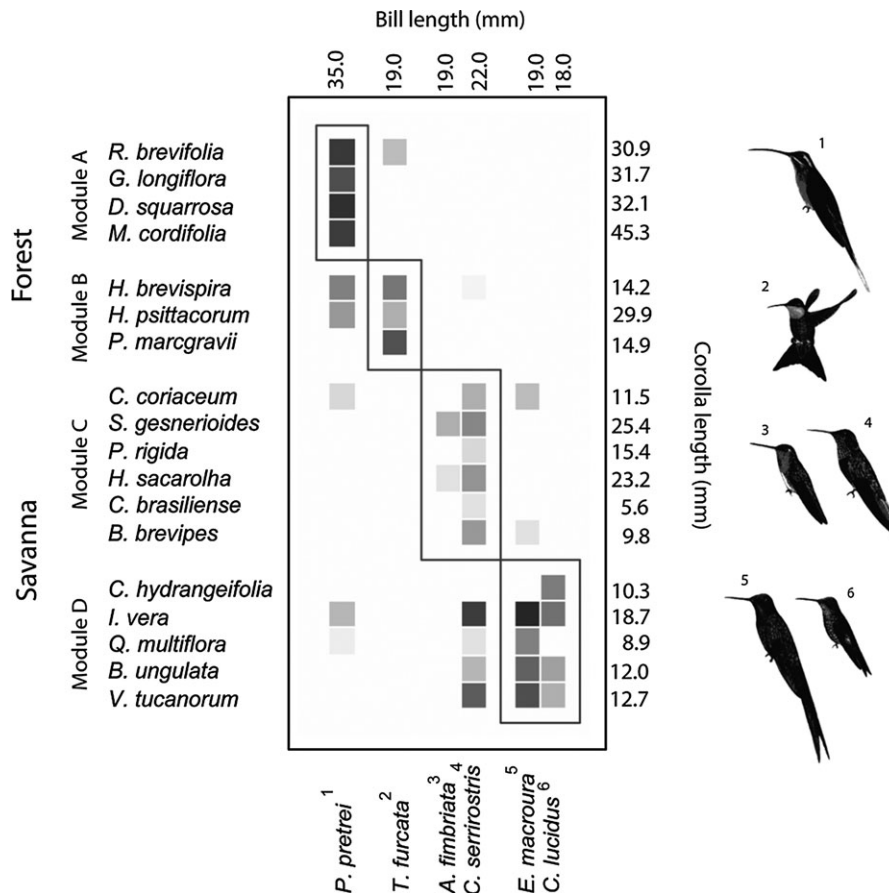 Bill length (mm)
35.0 19.0 19.0 22.0 19.0 18.0
Forest
Module A
R. brevifolia 30.9
G. longiflora 31.7
D. squarrosa 32.1
M. cordifolia 45.3
Module B
H. brevispira 14.2
H. psittacorum 29.9
P. marcgravii 14.9
Savanna
Module C
C. coriaceum 11.5
S. gesnerioides 25.4
P. rigida 15.4
H. sacarolha 23.2
C. brasiliense 5.6
B. brevipes 9.8
Module D
C. hydrangeifolia 10.3
I. vera 18.7
Q. multiflora 8.9
B. ungulata 12.0
V. tucanorum 12.7
Corolla length (mm)
1
2
3 4
5 6
P. pretrei 1
T. furcata 2
A. fimbriata 3
C. serrirostris 4
E. macroura 5
C. lucidus 6